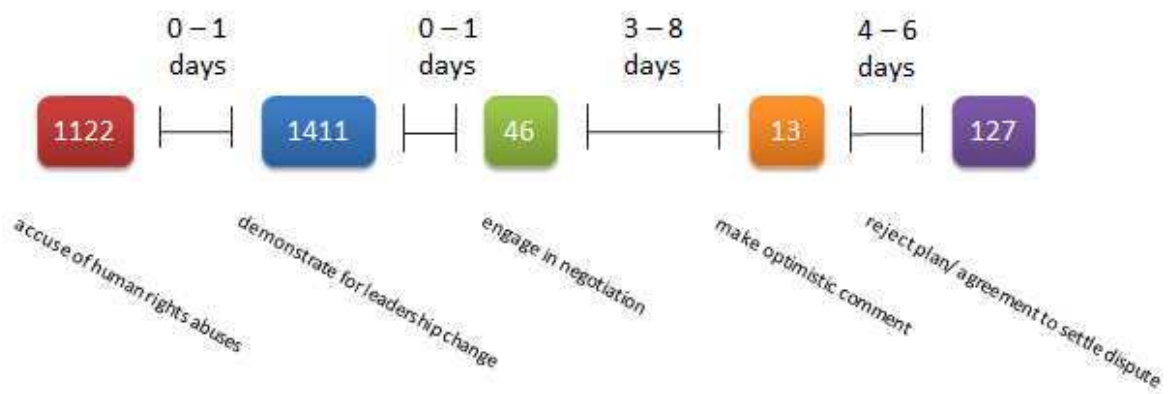 0 – 1
days
0 – 1
days
3 – 8
days
4 – 6
days
1122
1411
46
13
127
accuse of human rights abuses
demonstrate for leadership change
engage in negotiation
make optimistic comment
reject plan/ agreement to settle dispute